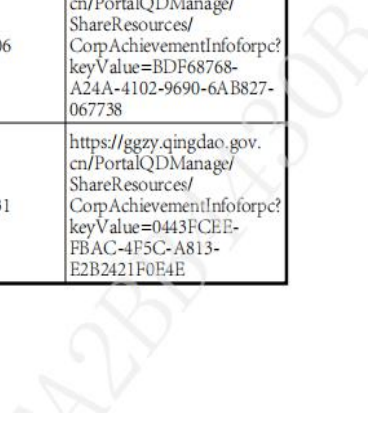 cn/PortalQDManage/
ShareResources/
06
CorpAchievementInfoforpc?
keyValue=BDF68768-
A24A-4102-9690-6AB827-
067738
https://ggzy.qingdao.gov.
cn/PortalQDManage/
ShareResources/
31
CorpAchievementInfoforpc?
keyValue=0443FCEE-
FBAC-4F5C-A813-
E2B2421F0E4E